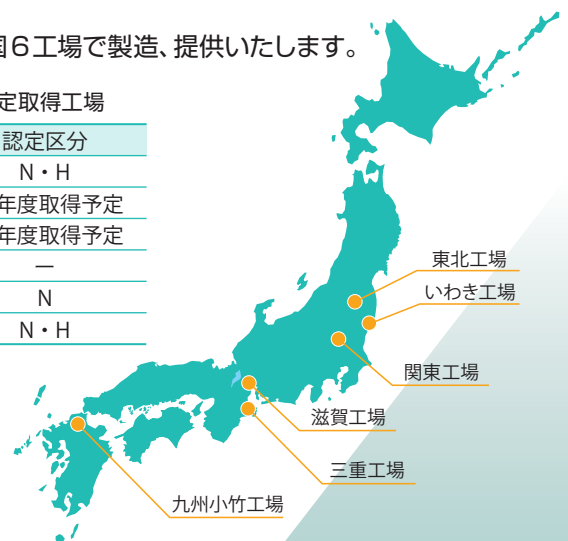 国６工場で製造、提供いたします。
定取得工場
認定区分
N・H
年度取得予定
年度取得予定
ー
N
N・H
東北工場
いわき工場
関東工場
滋賀工場
三重工場
九州小竹工場